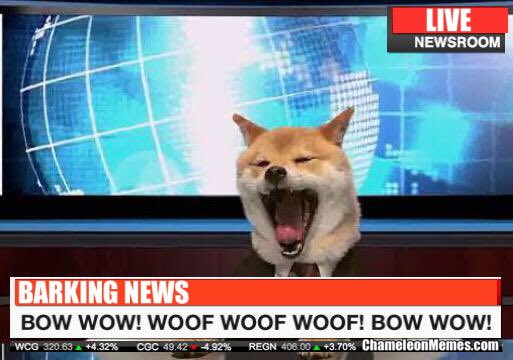 LIVE
NEWSROOM
BARKING NEWS
BOW WOW! WOOF WOOF WOOF! BOW WOW!
WCG 320.63 ▲ +4.32% CGC 49.42 ▼ -4.92% REGN 406.00 ▲ +3.70% ChameleonMemes.com